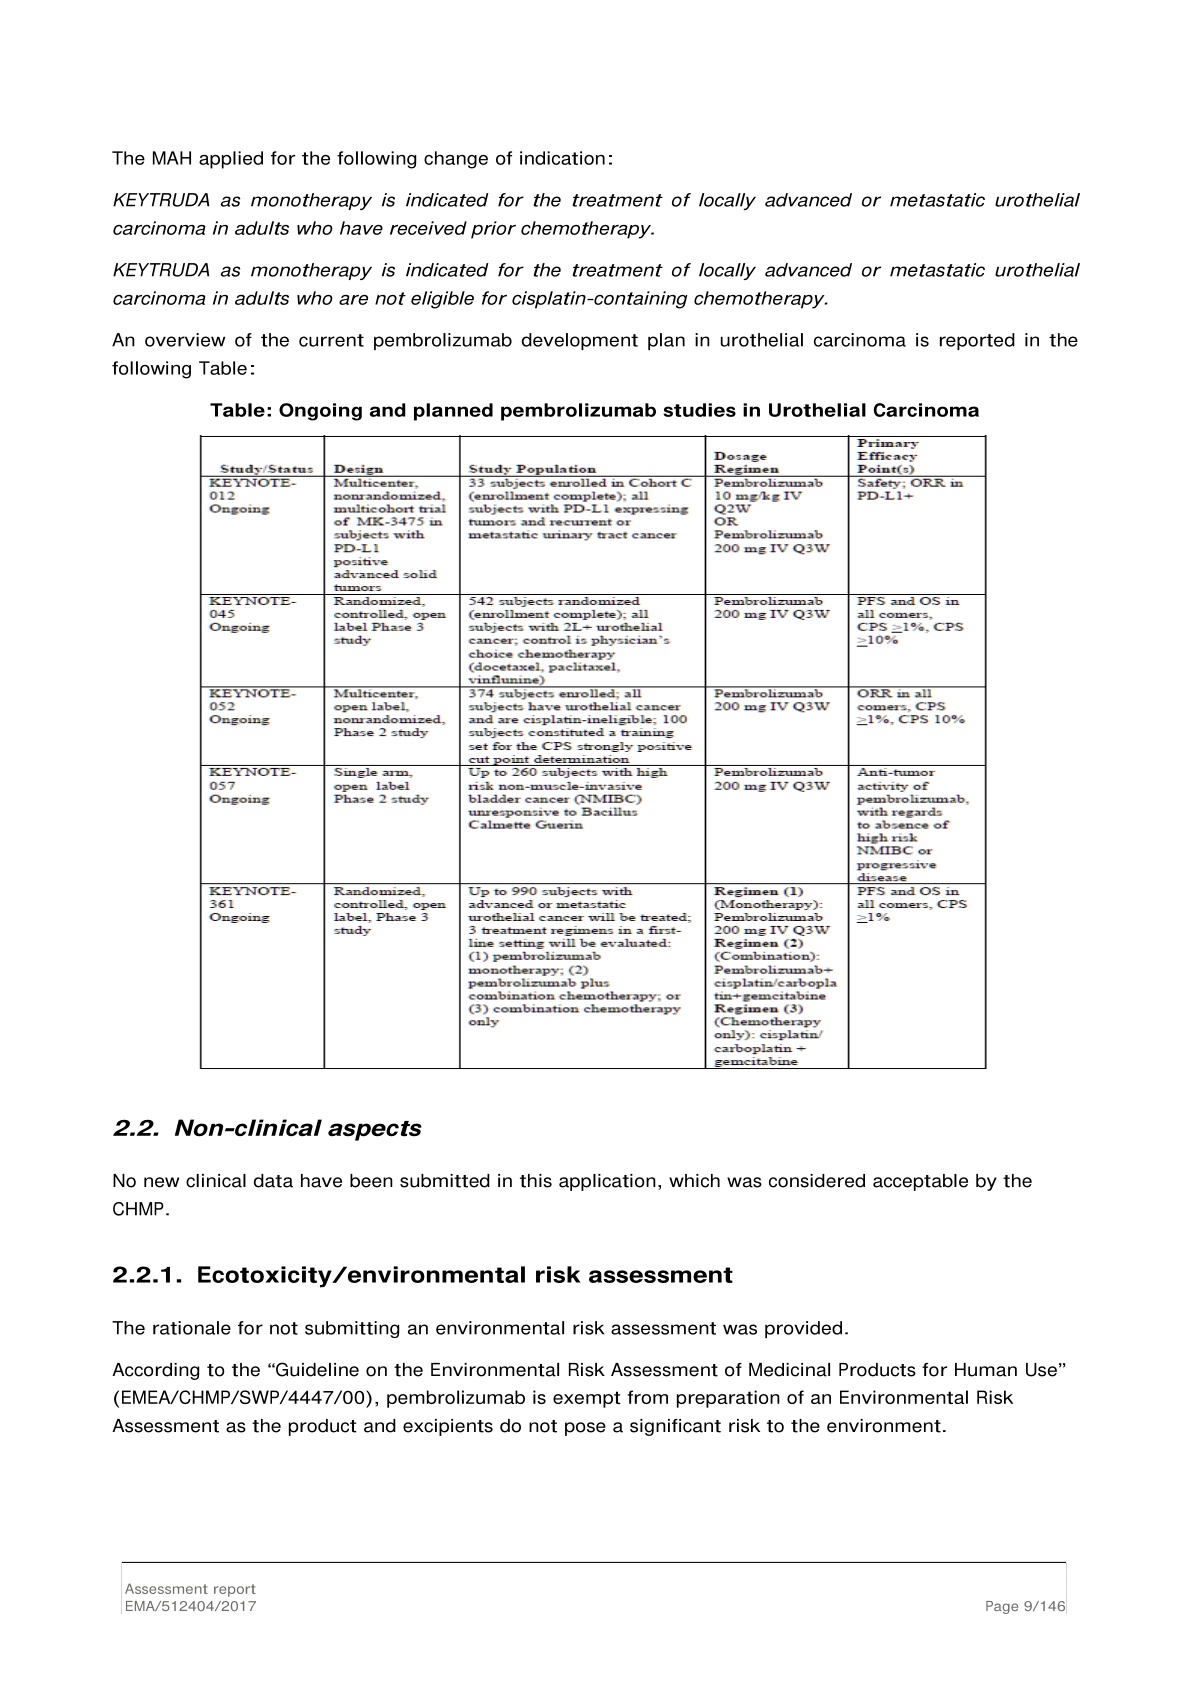 The MAH applied for the following change of indication:
KEYTRUDA as monotherapy is indicated for the treatment of locally advanced or metastatic urothelial
carcinoma in adults who have received prior chemotherapy.
KEYTRUDA as monotherapy is indicated for the treatment of locally advanced or metastatic urothelial
carcinoma in adults who are not eligible for cisplatin-containing chemotherapy.
An overview of the current pembrolizumab development plan in urothelial carcinoma is reported in the
following Table:
Table: Ongoing and planned pembrolizumab studies in Urothelial Carcinoma
Study/Status
Design
Study Population
Dosage
Regimen
Primary
Efficacy
Point(s)
KEYNOTE-
012
Ongoing
Multicenter,
nonrandomized,
multicohort trial
of MK-3475 in
subjects with
PD-L1
positive
advanced solid
tumors
33 subjects enrolled in Cohort C
(enrollment complete); all
subjects with PD-L1 expressing
tumors and recurrent or
metastatic urinary tract cancer
Pembrolizumab
10 mg/kg IV
Q2W
OR
Pembrolizumab
200 mg IV Q3W
Safety; ORR in
PD-L1+
KEYNOTE-
045
Ongoing
Randomized,
controlled, open
label Phase 3
study
542 subjects randomized
(enrollment complete); all
subjects with 2L+ urothelial
cancer; control is physician's
choice chemotherapy
(docetaxel, paclitaxel,
vinflunine)
Pembrolizumab
200 mg IV Q3W
PFS and OS in
all comers,
CPS ≥1%, CPS
≥10%
KEYNOTE-
052
Ongoing
Multicenter,
open label,
nonrandomized,
Phase 2 study
374 subjects enrolled; all
subjects have urothelial cancer
and are cisplatin-ineligible; 100
subjects constituted a training
set for the CPS strongly positive
cut point determination
Pembrolizumab
200 mg IV Q3W
ORR in all
comers, CPS
≥1%, CPS 10%
KEYNOTE-
057
Ongoing
Single arm,
open label
Phase 2 study
Up to 260 subjects with high
risk non-muscle-invasive
bladder cancer (NMIBC)
unresponsive to Bacillus
Calmette Guerin
Pembrolizumab
200 mg IV Q3W
Anti-tumor
activity of
pembrolizumab,
with regards
to absence of
high risk
NMIBC or
progressive
disease
KEYNOTE-
361
Ongoing
Randomized,
controlled, open
label, Phase 3
study
Up to 990 subjects with
advanced or metastatic
urothelial cancer will be treated;
3 treatment regimens in a first-
line setting will be evaluated:
(1) pembrolizumab
monotherapy; (2)
pembrolizumab plus
combination chemotherapy; or
(3) combination chemotherapy
only
Regimen (1)
(Monotherapy):
Pembrolizumab
200 mg IV Q3W
Regimen (2)
(Combination):
Pembrolizumab+
cisplatin/carbopla
tin+gemcitabine
Regimen (3)
(Chemotherapy
only): cisplatin/
carboplatin +
gemcitabine
PFS and OS in
all comers, CPS
≥1%
2.2. Non-clinical aspects
No new clinical data have been submitted in this application, which was considered acceptable by the
CHMP.
2.2.1. Ecotoxicity/environmental risk assessment
The rationale for not submitting an environmental risk assessment was provided.
According to the “Guideline on the Environmental Risk Assessment of Medicinal Products for Human Use”
(EMEA/CHMP/SWP/4447/00), pembrolizumab is exempt from preparation of an Environmental Risk
Assessment as the product and excipients do not pose a significant risk to the environment.
Assessment report
EMA/512404/2017
Page 9/146